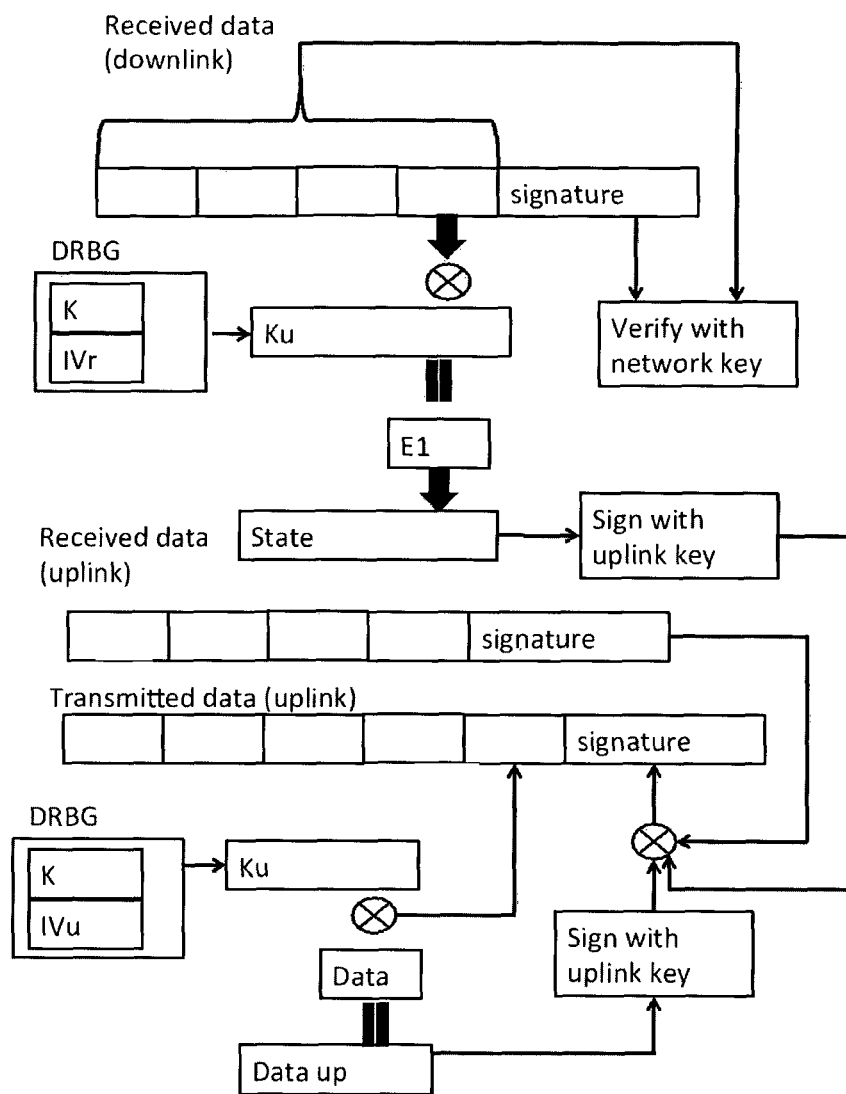 Received data
(downlink)
signature
DRBG
K
IVr
Ku
Verify with
network key
E1
State
Sign with
uplink key
Received data
(uplink)
signature
Transmitted data (uplink)
signature
DRBG
K
IVu
Ku
Data
Sign with
uplink key
Data up